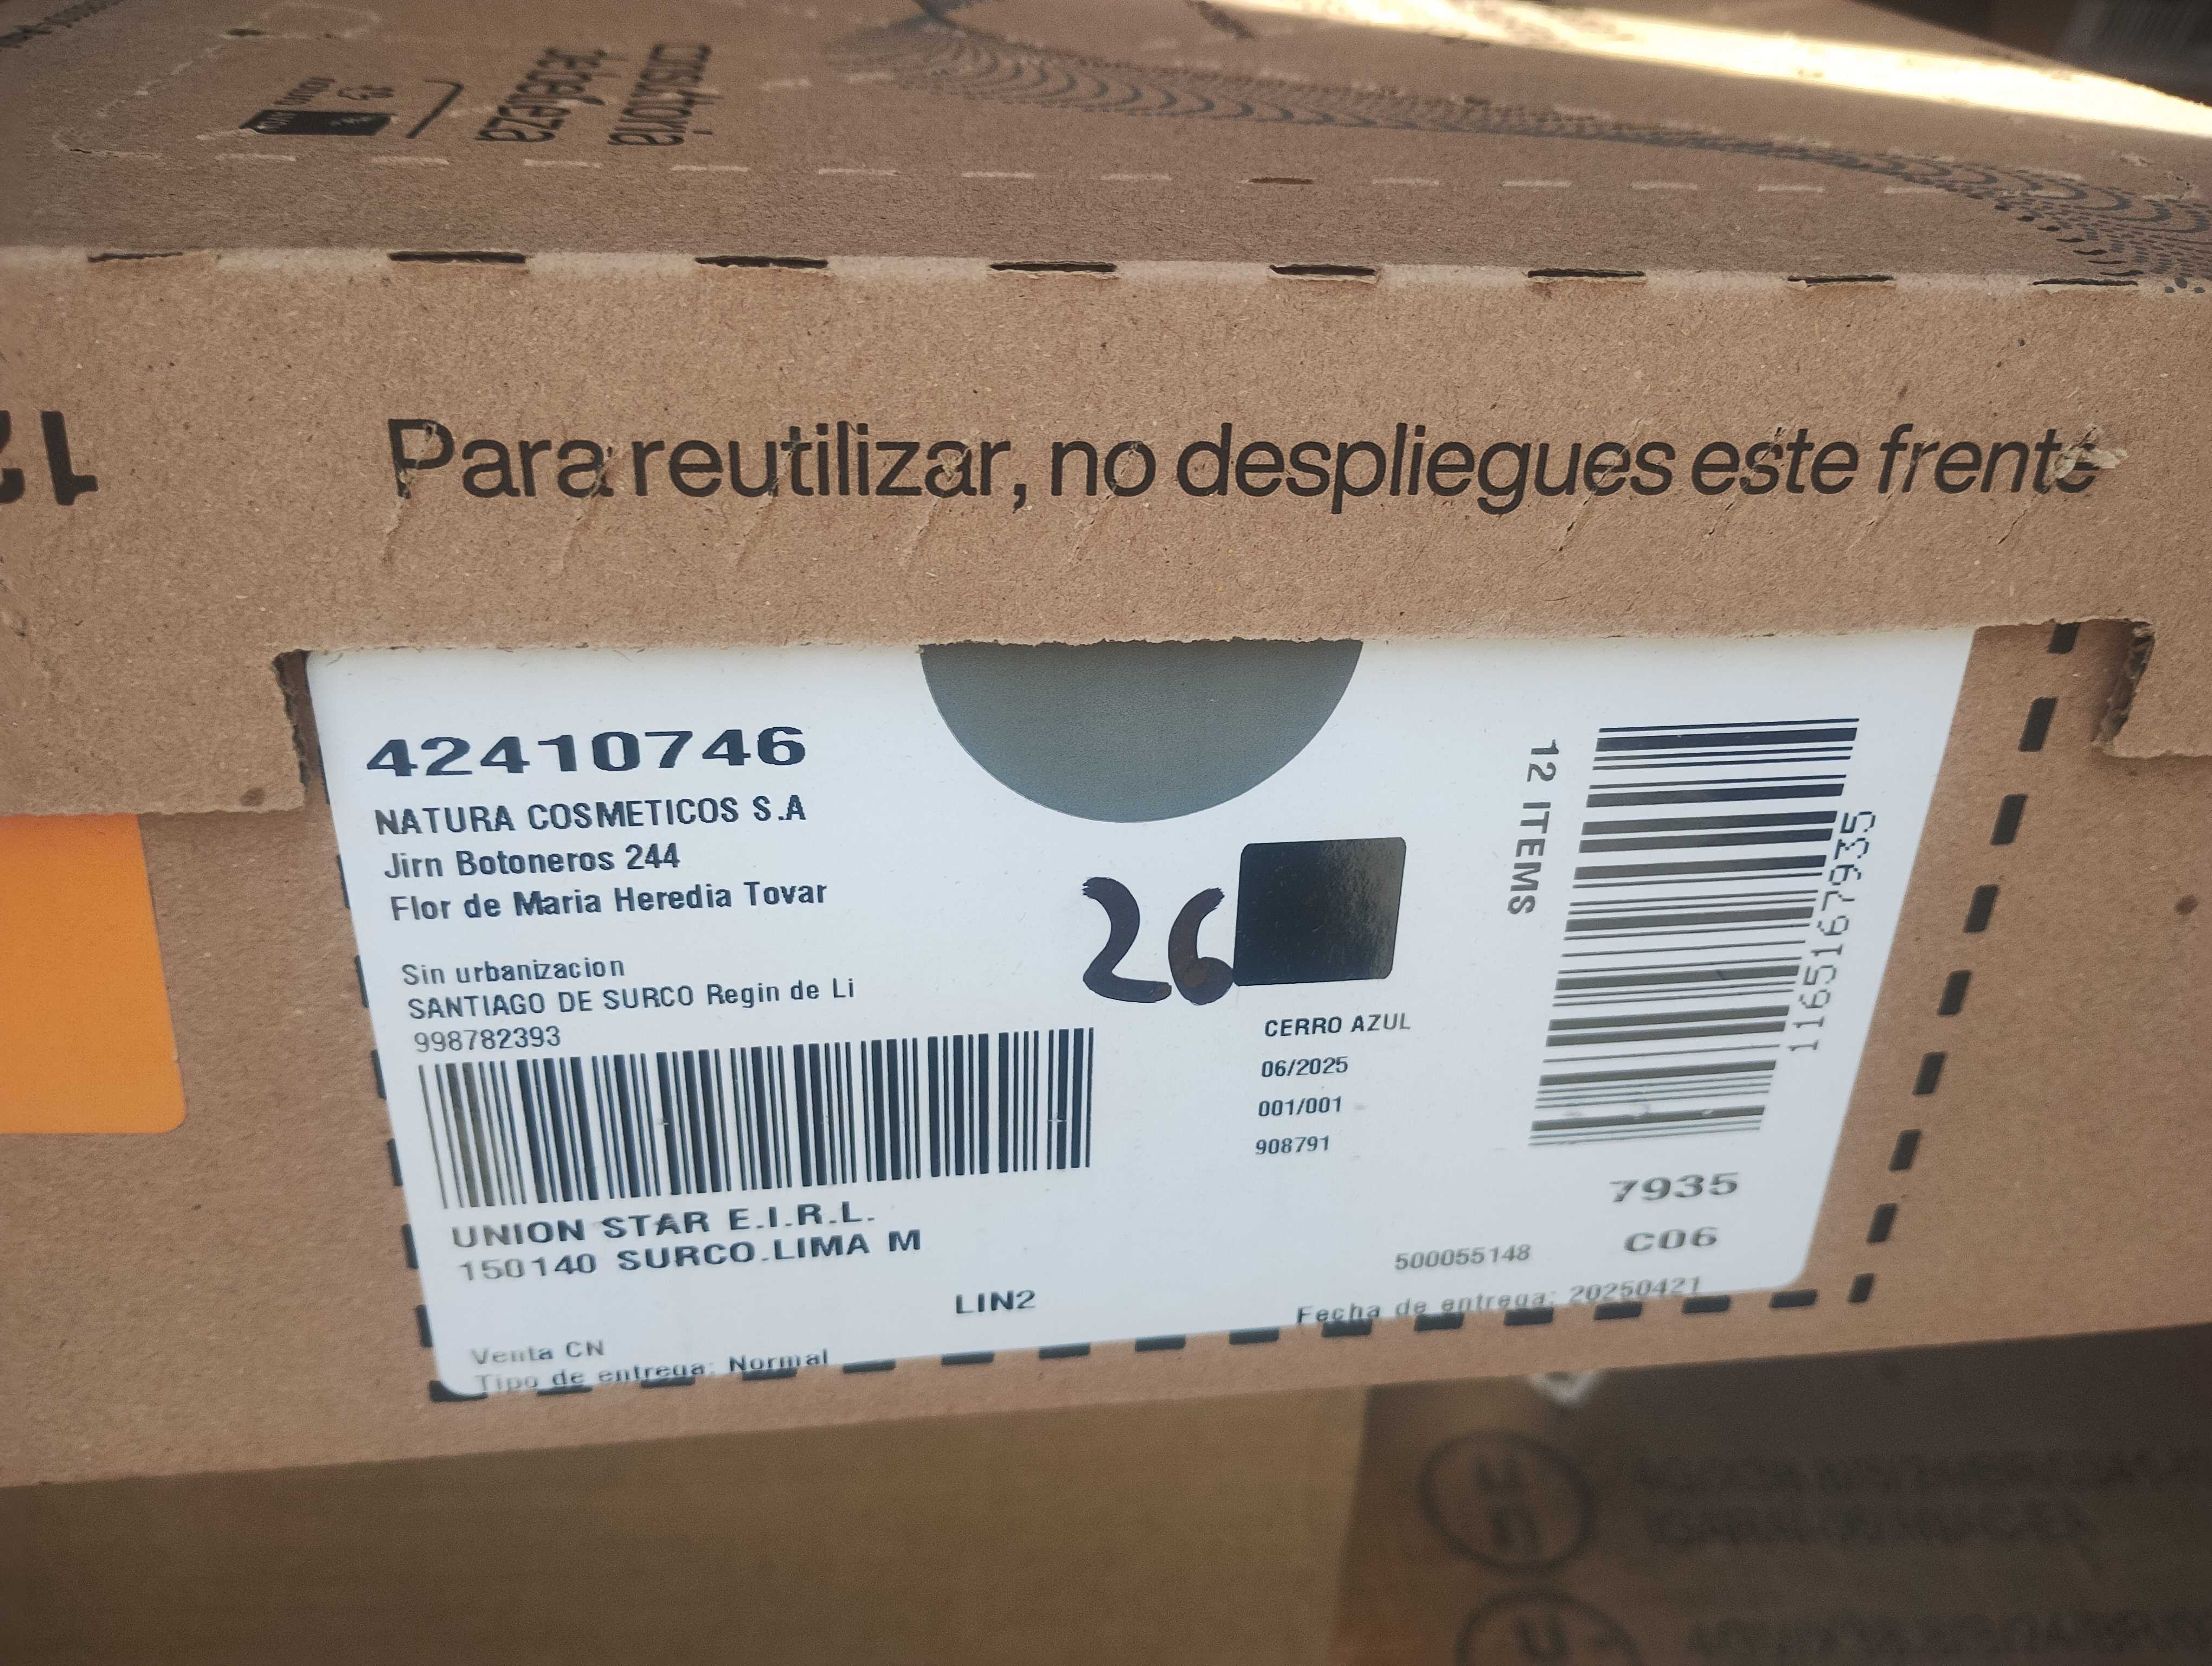 Para reutilizar, no despliegues este frente
42410746
NATURA COSMETICOS S.A
Jirn Botoneros 244
Flor de Maria Heredia Tovar
Sin urbanizacion
SANTIAGO DE SURCO Regin de Li
998782393
UNION STAR E.I.R.L.
150140 SURCO.LIMA M
LIN2
Venta CN
Tipo de entrega: Normal
26
CERRO AZUL
06/2025
001/001
908791
12 ITEMS
1165167935
7935
C06
500055148
Fecha de entrega: 20250421